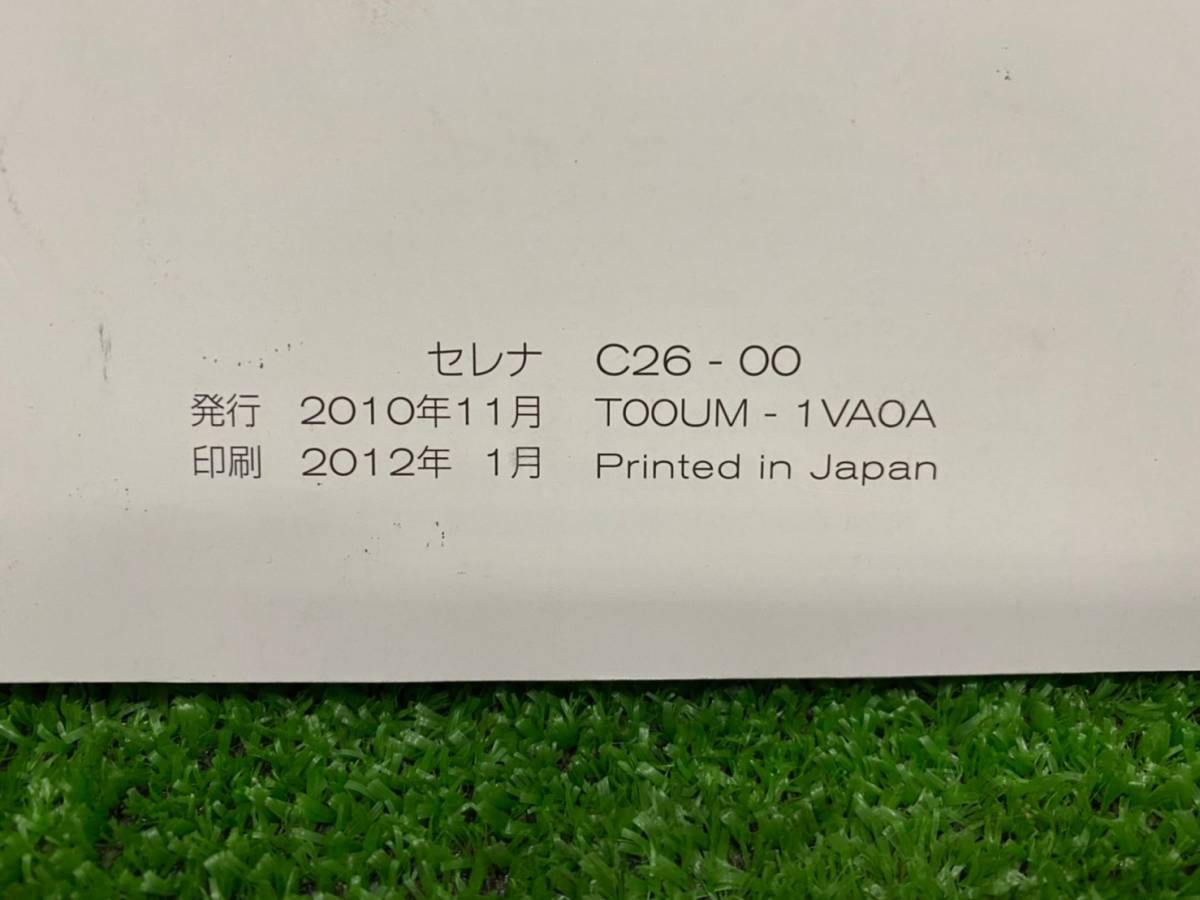 セレナ C26 - 00
発行 2010年11月 T00UM - 1VA0A
印刷 2012年 1月 Printed in Japan